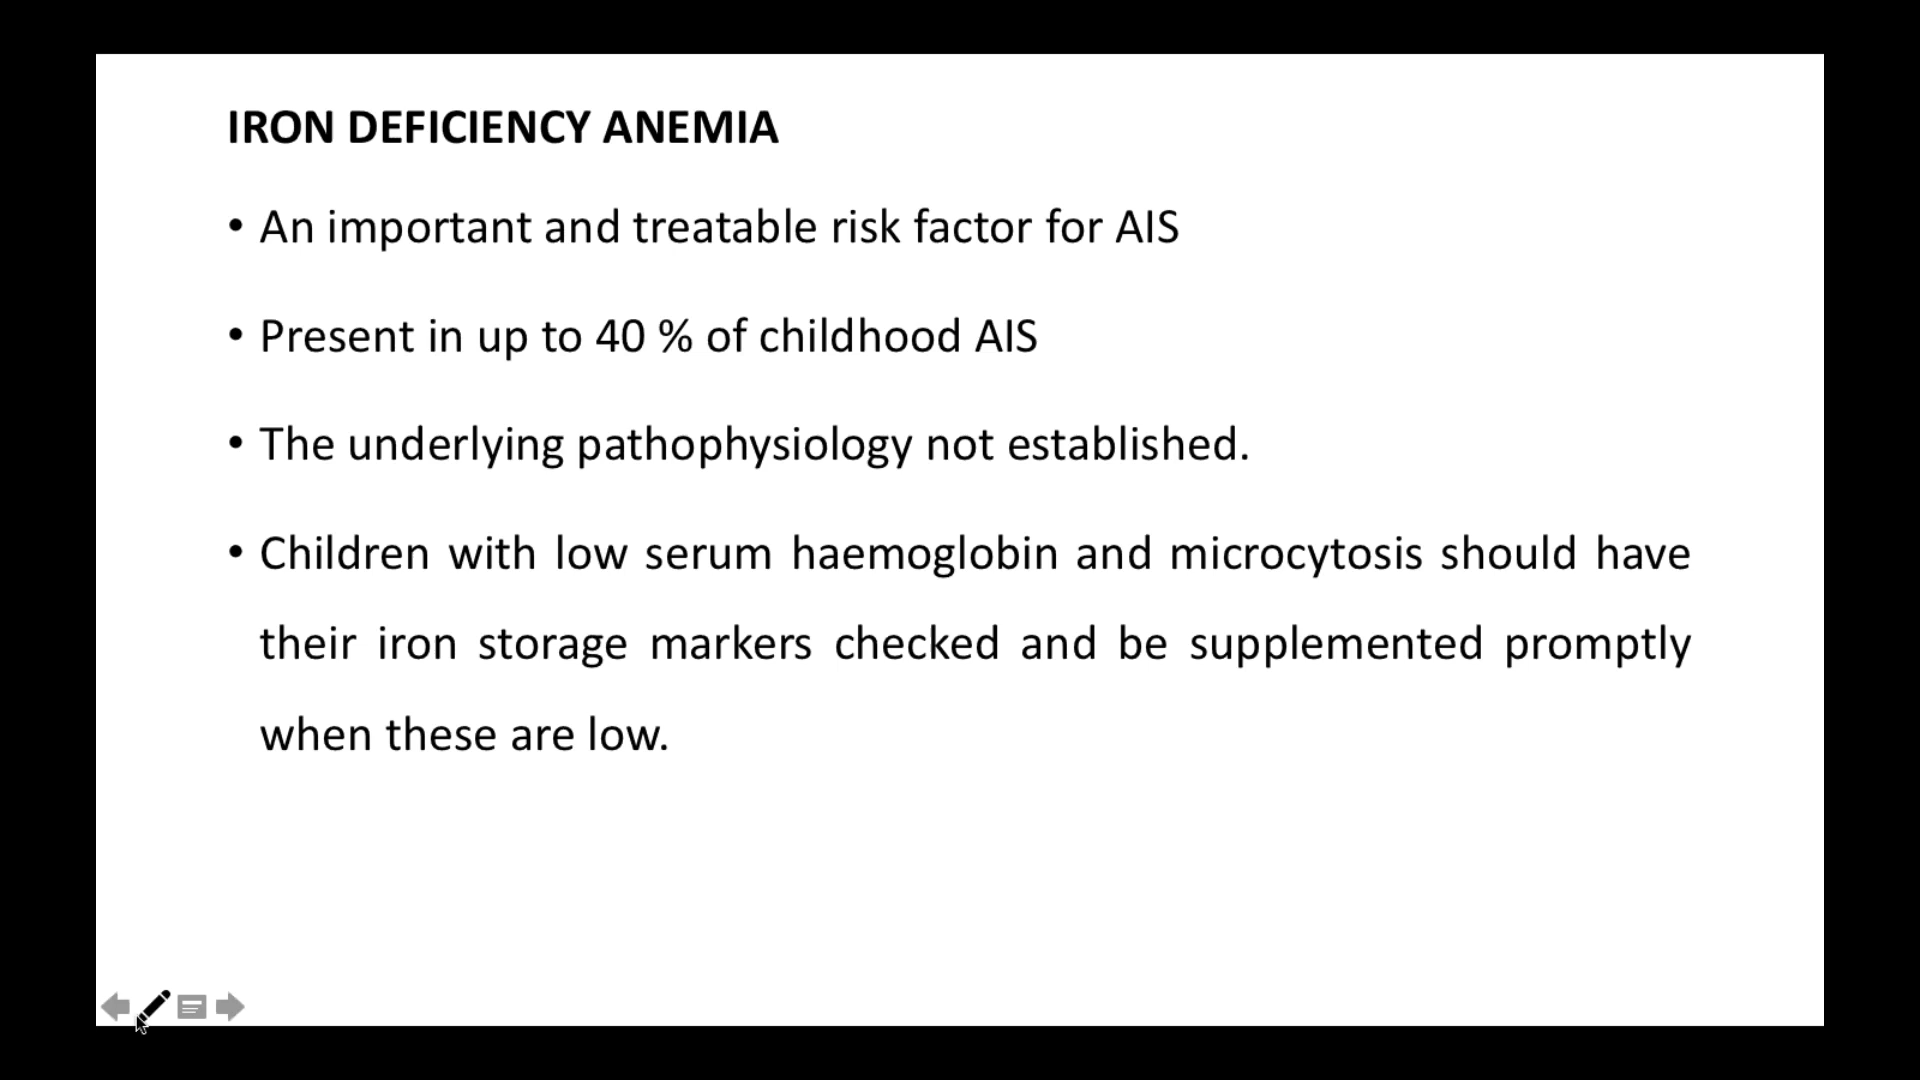 IRON DEFICIENCY ANEMIA
• An important and treatable risk factor for AIS
• Present in up to 40 % of childhood AIS
• The underlying pathophysiology not established.
• Children with low serum haemoglobin and microcytosis should have
their iron storage markers checked and be supplemented promptly
when these are low.